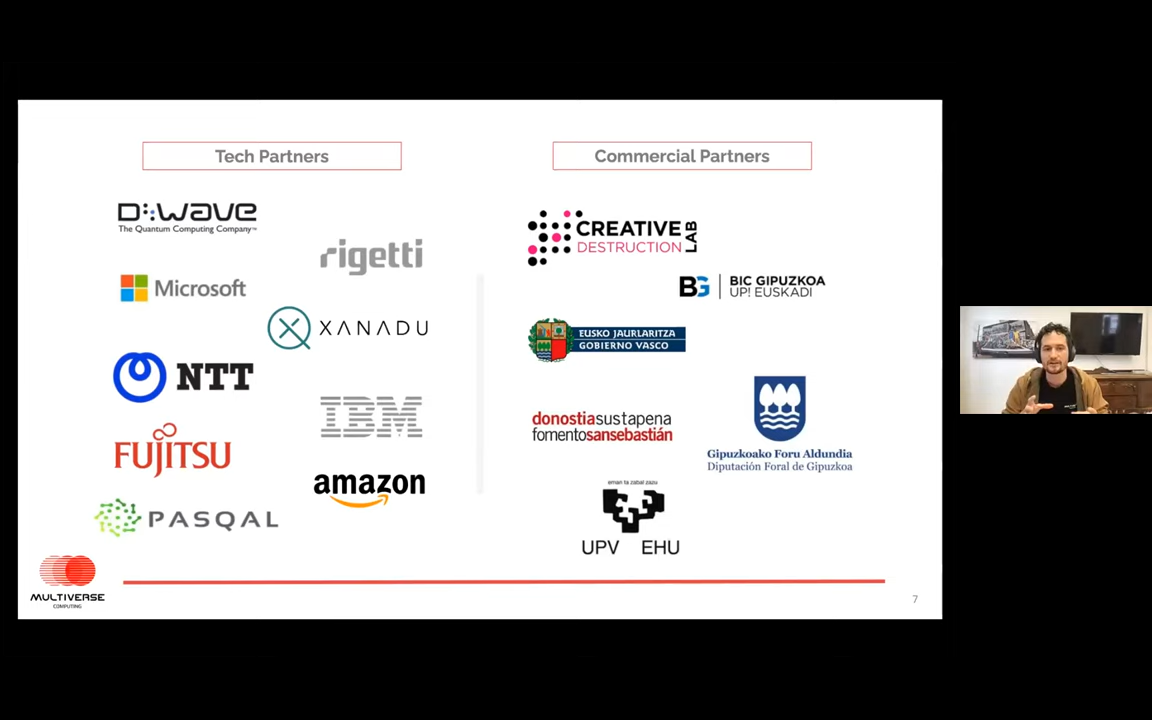 Tech Partners
D:wave
The Quantum Computing Company™
rigetti
Microsoft
XANADU
NTT
IBM
FUJITSU
amazon
PASQAL
Commercial Partners
CREATIVE
DESTRUCTION
LAB
BG
BIC GIPUZKOA
UP! EUSKADI
EUSKO JAURLARITZA
GOBIERNO VASCO
donostiasustapena
fomentosansebastián
Gipuzkoako Foru Aldundia
Diputación Foral de Gipuzkoa
eman ta zabal zazu
UPV EHU
MULTIVERSE
COMPUTING
7